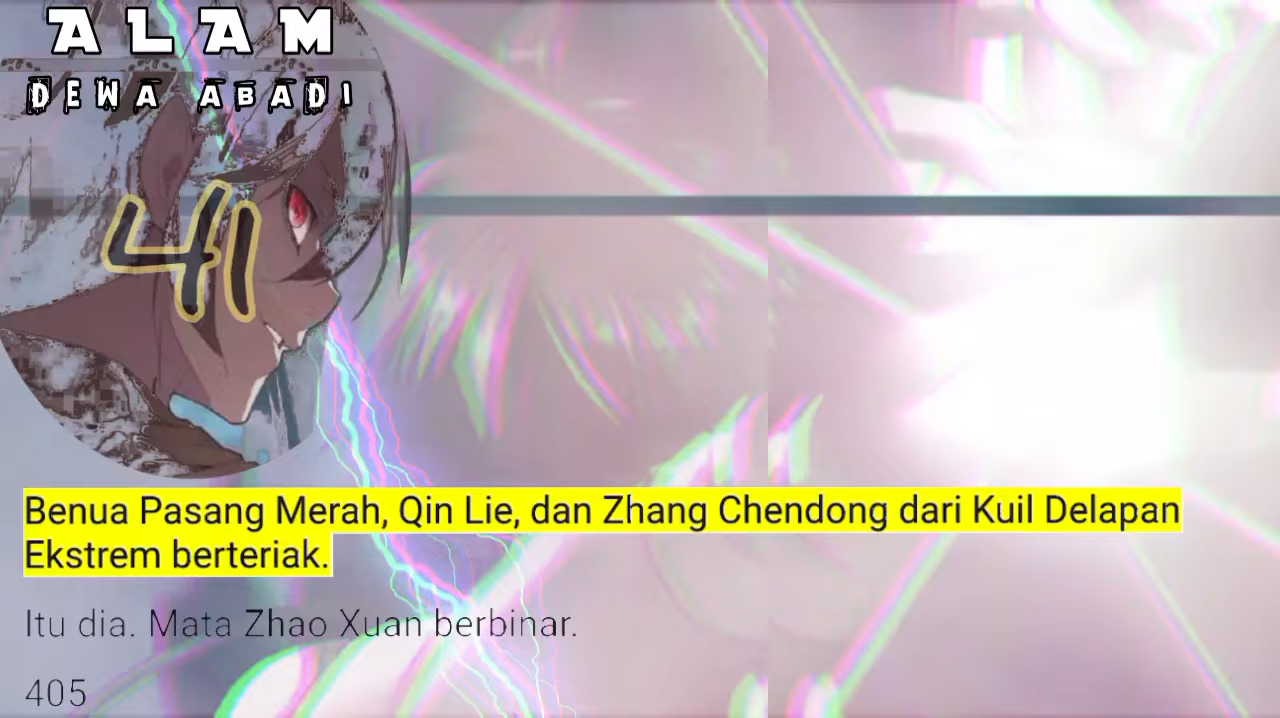 ALAM
DEWA ABADI
41
Benua Pasang Merah, Qin Lie, dan Zhang Chendong dari Kuil Delapan
Ekstrem berteriak.
Itu dia. Mata Zhao Xuan berbinar.
405